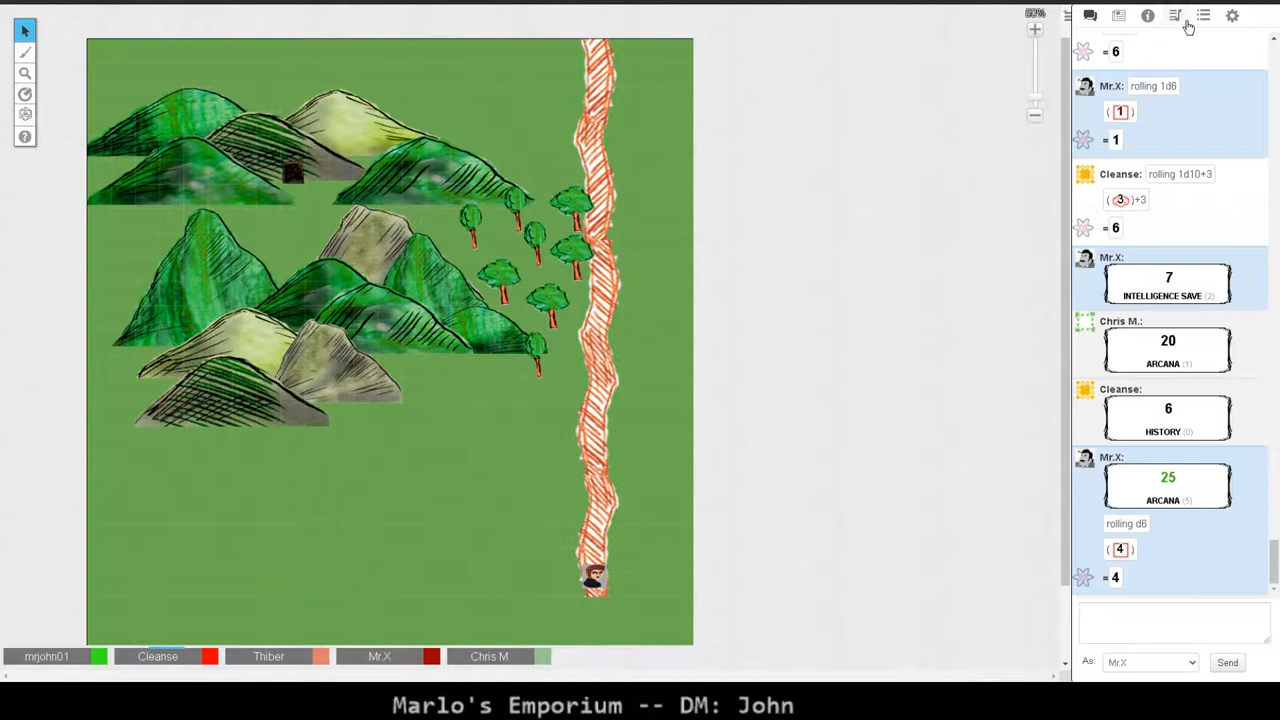 80%
= 6
Mr.X: rolling 1d6
( 1 )
= 1
Cleanse: rolling 1d10+3
( 3 )+3
= 6
Mr.X:
7
INTELLIGENCE SAVE (2)
Chris M.:
20
ARCANA (1)
Cleanse:
6
HISTORY (0)
Mr.X:
25
ARCANA (5)
rolling d6
( 4 )
= 4
As: Mr.X Send
mrjohn01 Cleanse Thiber Mr.X Chris M
Marlo's Emporium -- DM: John